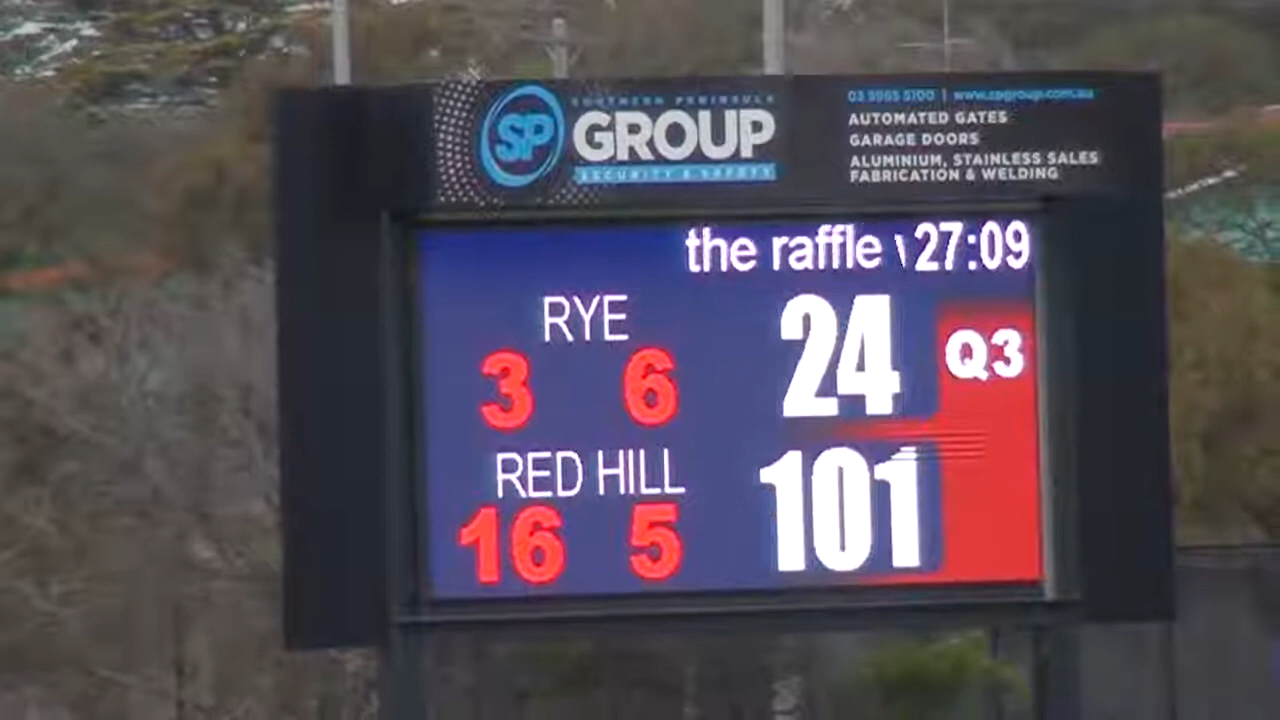 SP
SOUTHERN PENINSULA
GROUP
SECURITY & SAFETY
03 5985 5100 | www.spgroup.com.au
AUTOMATED GATES
GARAGE DOORS
ALUMINIUM, STAINLESS SALES
FABRICATION & WELDING
the raffle 27:09
RYE
3 6 24
Q3
RED HILL
16 5 101